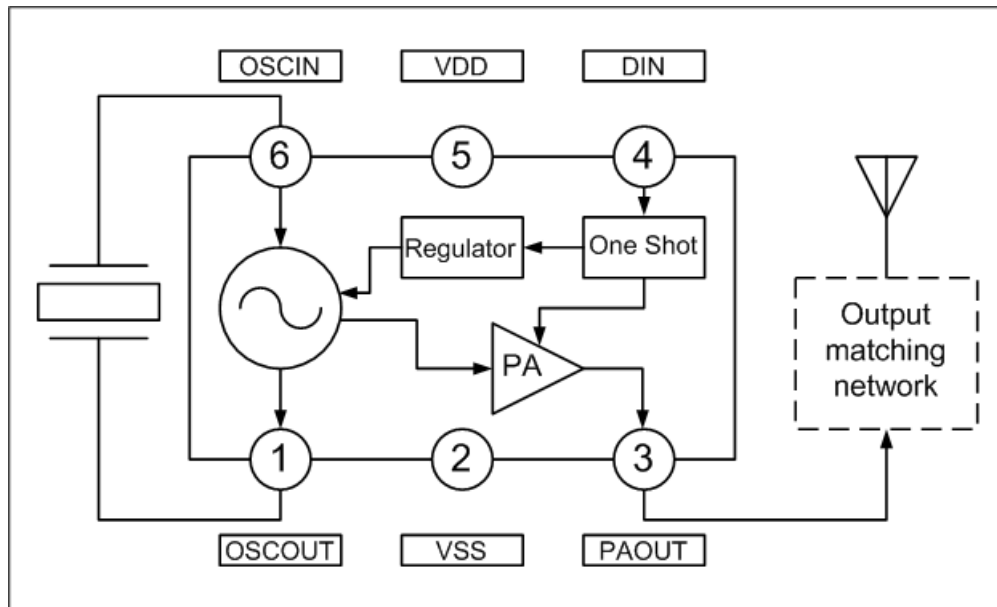 OSCIN VDD DIN
6 5 4
Regulator One Shot
PA
Output
matching
network
1 2 3
OSCOUT VSS PAOUT